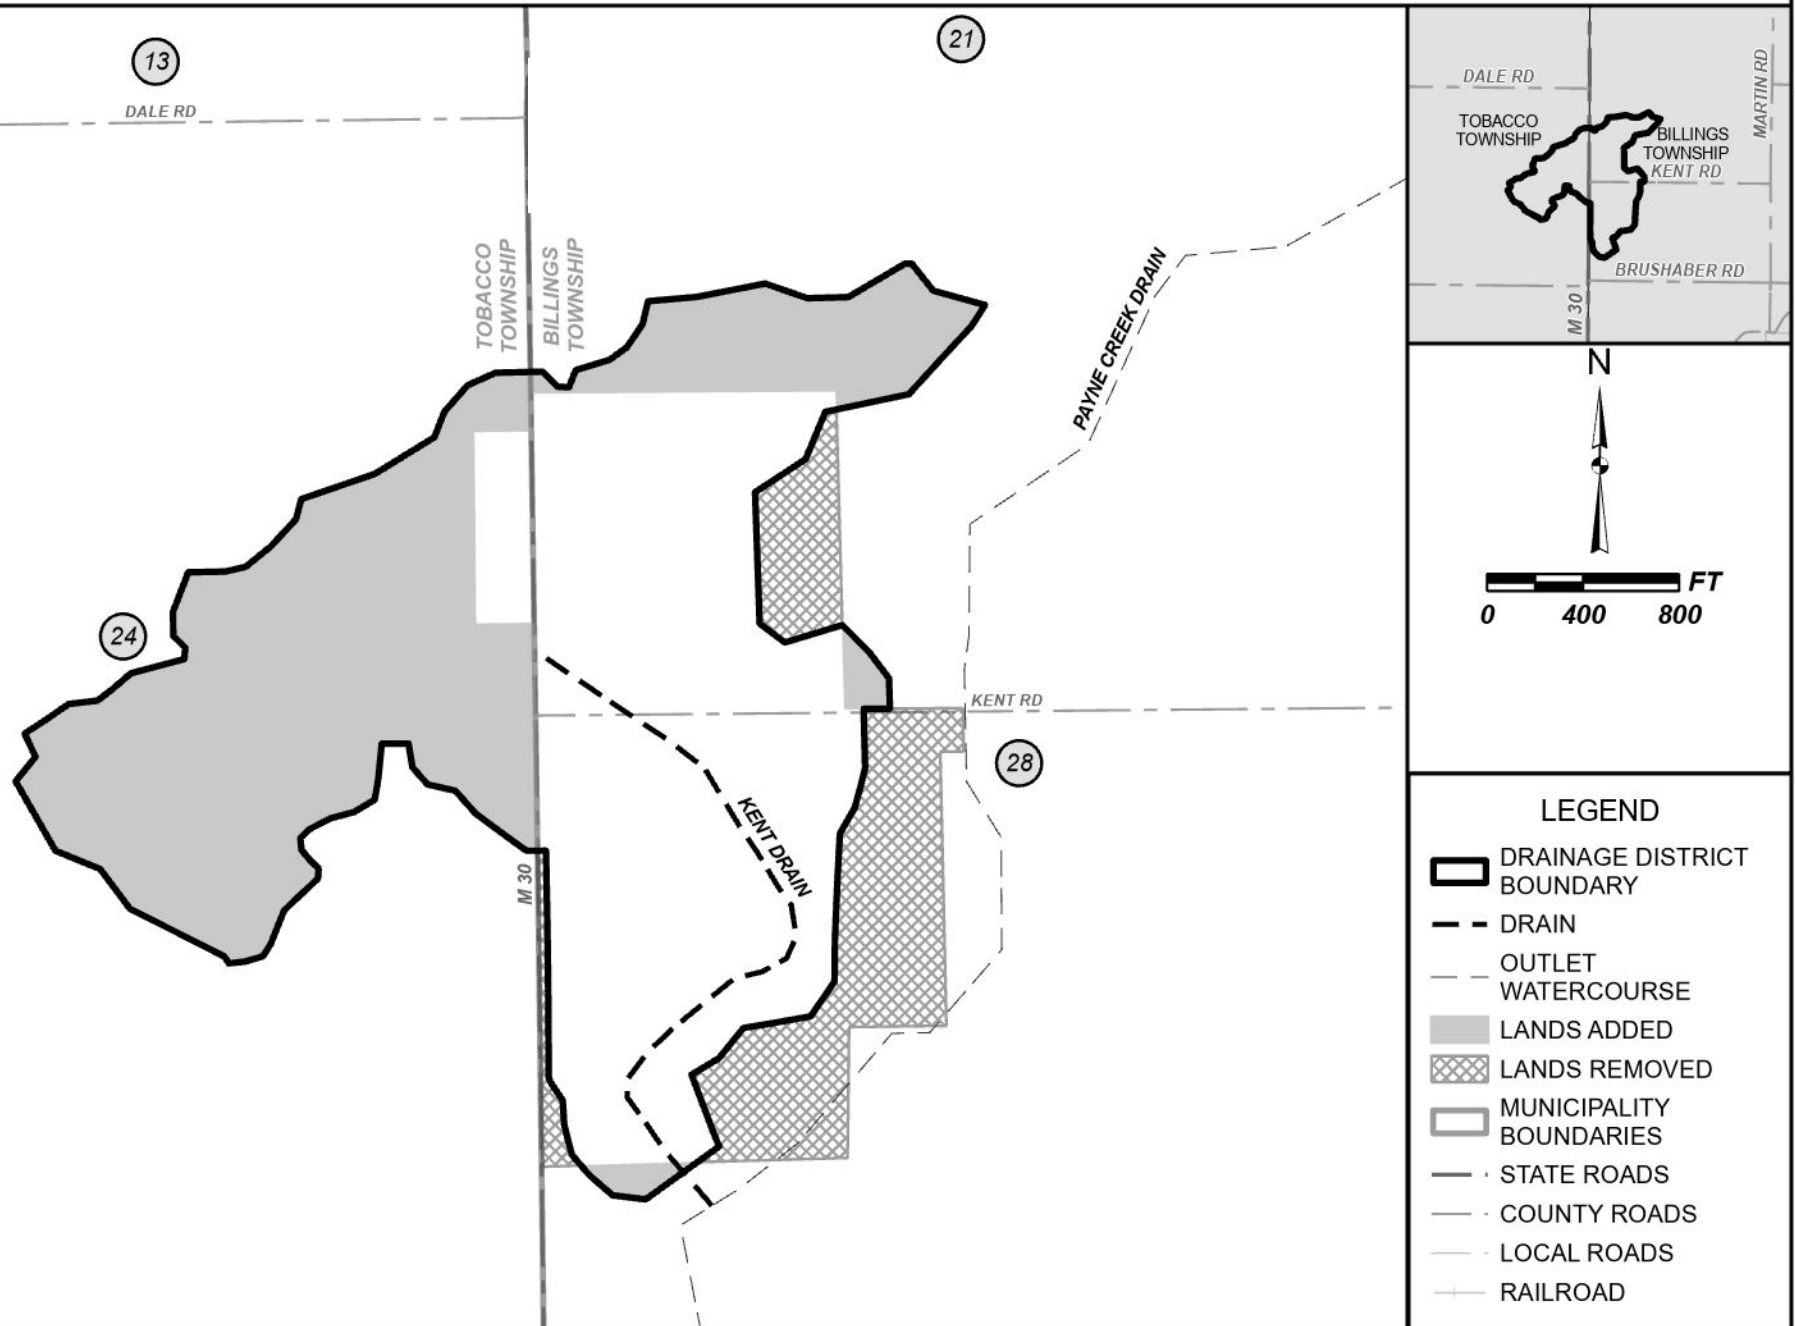 13
21
DALE RD
TOBACCO
TOWNSHIP
BILLINGS
TOWNSHIP
PAYNE CREEK DRAIN
24
KENT RD
28
KENT DRAIN
M 30
DALE RD
MARTIN RD
TOBACCO
TOWNSHIP
BILLINGS
TOWNSHIP
KENT RD
BRUSHABER RD
M 30
N
FT
0 400 800
LEGEND
DRAINAGE DISTRICT
BOUNDARY
DRAIN
OUTLET
WATERCOURSE
LANDS ADDED
LANDS REMOVED
MUNICIPALITY
BOUNDARIES
STATE ROADS
COUNTY ROADS
LOCAL ROADS
RAILROAD